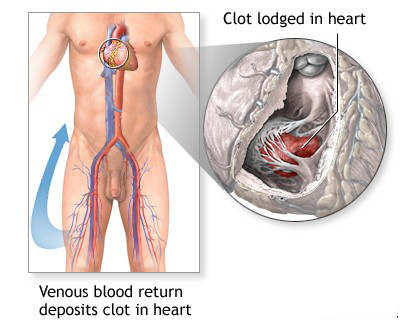 Clot lodged in heart
Venous blood return
deposits clot in heart